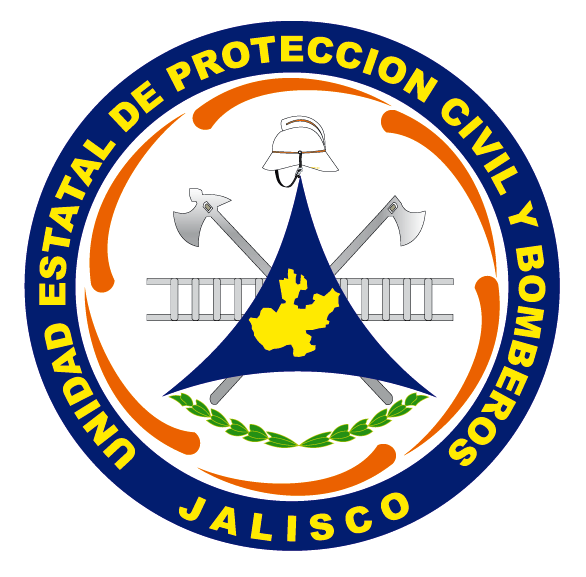 UNIDAD ESTATAL DE PROTECCION CIVIL Y BOMBEROS
JALISCO